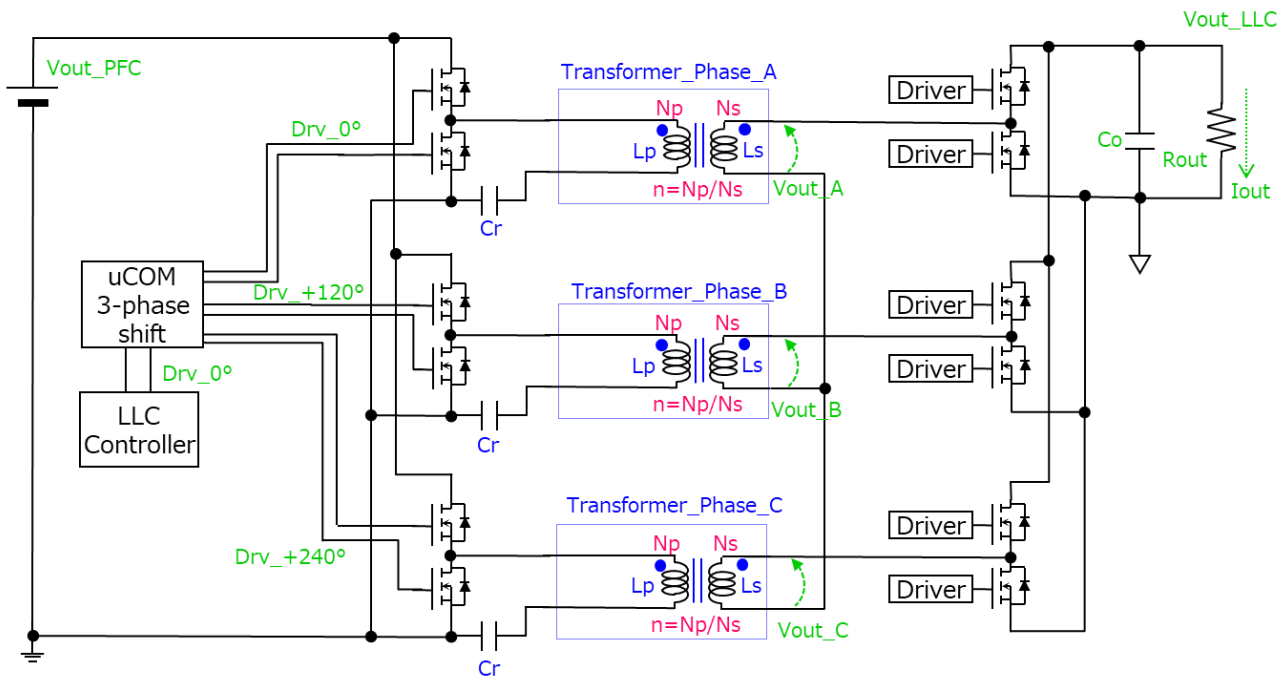 Vout_LLC
Vout_PFC
Transformer_Phase_A
Driver
Np Ns
Drv_0°
Lp Ls
Driver
Co
Rout
n=Np/Ns
Vout_A
Iout
Cr
uCOM
3-phase
shift
Drv_+120°
Transformer_Phase_B
Driver
Np Ns
Lp Ls
Driver
Drv_0°
n=Np/Ns
Vout_B
LLC
Controller
Cr
Transformer_Phase_C
Driver
Np Ns
Drv_+240°
Lp Ls
Driver
n=Np/Ns
Vout_C
Cr